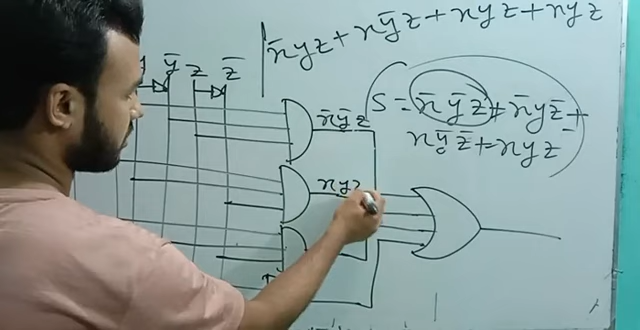 x̄yz + xȳz + xyz̄ + xyz
ȳ z z̄
x̄ȳz
S = x̄ȳz + x̄yz̄ +
xȳz̄ + xyz
xyz